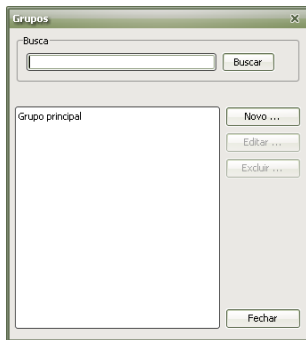 Grupos
Busca
Buscar
Grupo principal
Novo ...
Editar ...
Excluir ...
Fechar